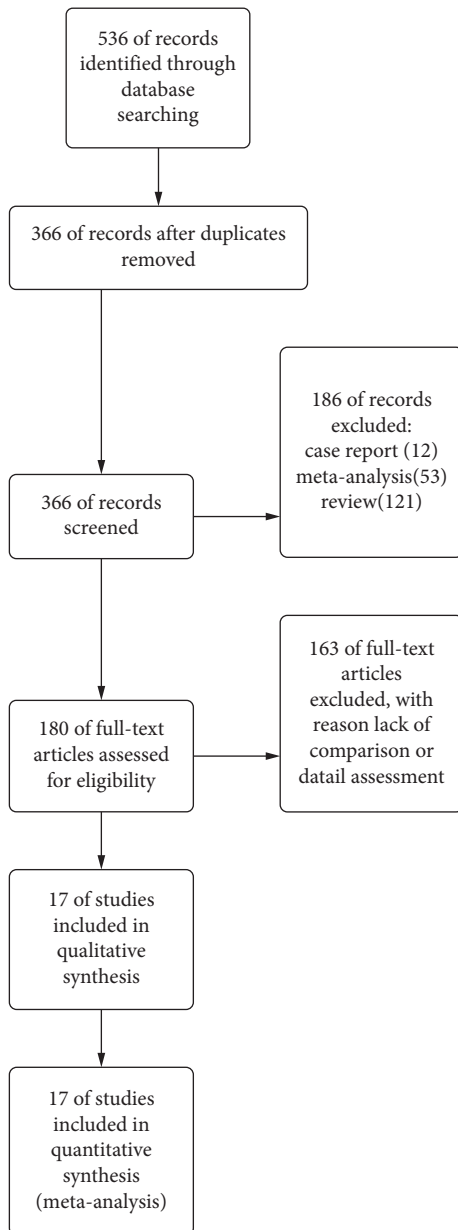 536 of records
identified through
database
searching
366 of records after duplicates
removed
186 of records
excluded:
case report (12)
meta-analysis(53)
review(121)
366 of records
screened
163 of full-text
articles
excluded, with
reason lack of
comparison or
datail assessment
180 of full-text
articles assessed
for eligibility
17 of studies
included in
qualitative
synthesis
17 of studies
included in
quantitative
synthesis
(meta-analysis)